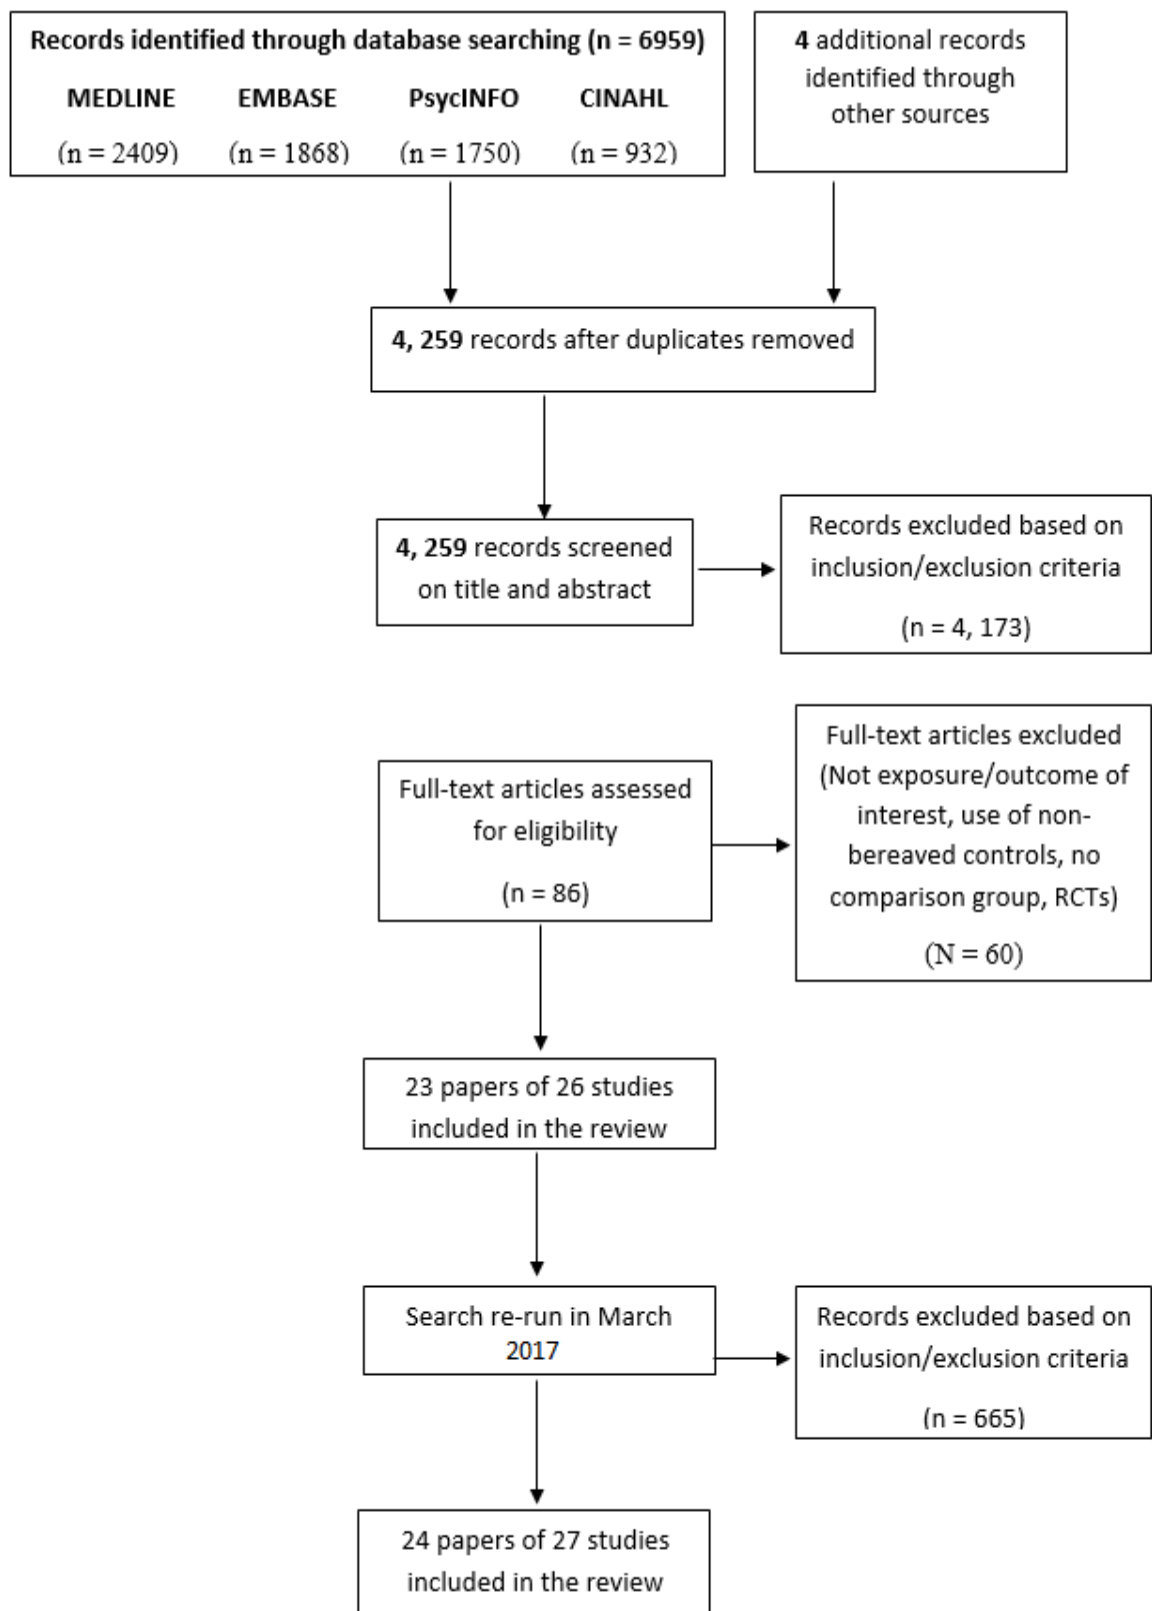 Records identified through database searching (n = 6959)
MEDLINE EMBASE PsycINFO CINAHL
(n = 2409) (n = 1868) (n = 1750) (n = 932)
4 additional records
identified through
other sources
4, 259 records after duplicates removed
4, 259 records screened
on title and abstract
Records excluded based on
inclusion/exclusion criteria
(n = 4, 173)
Full-text articles assessed
for eligibility
(n = 86)
Full-text articles excluded
(Not exposure/outcome of
interest, use of non-
bereaved controls, no
comparison group, RCTs)
(N = 60)
23 papers of 26 studies
included in the review
Search re-run in March
2017
Records excluded based on
inclusion/exclusion criteria
(n = 665)
24 papers of 27 studies
included in the review